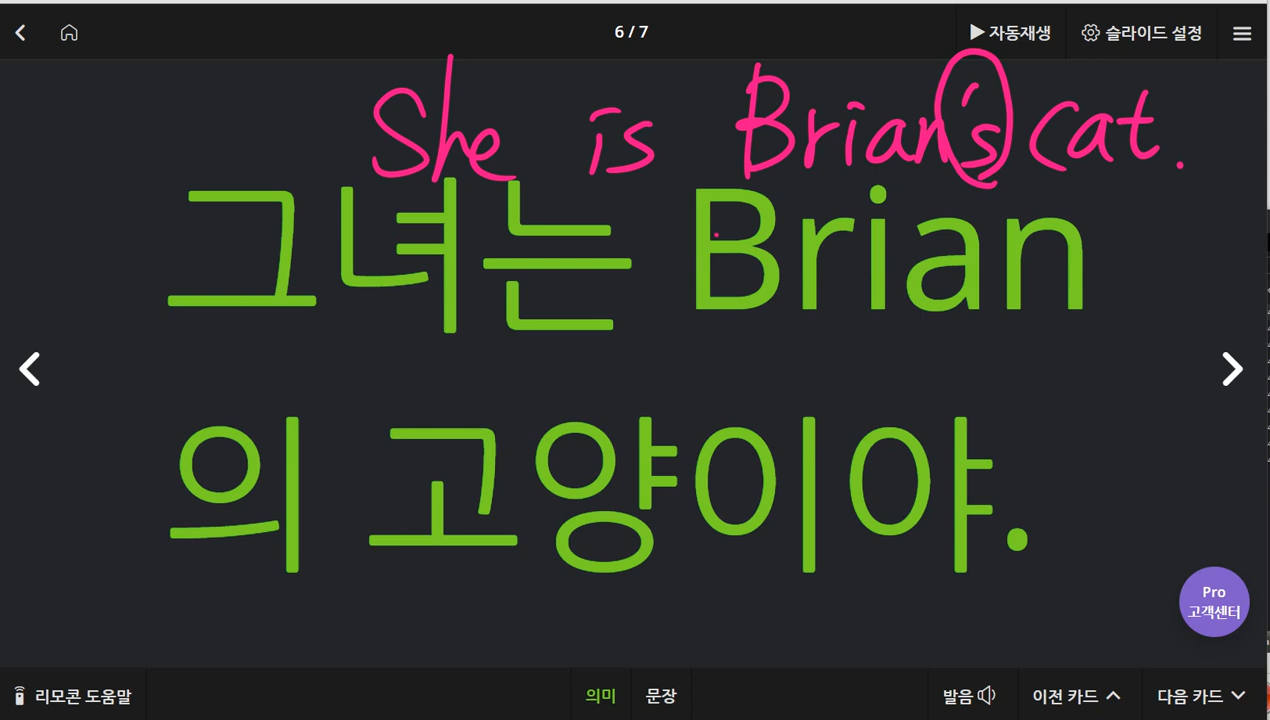 6 / 7
자동재생
슬라이드 설정
She is Brian's cat.
그녀는 Brian
의 고양이야.
Pro
고객센터
리모콘 도움말
의미
문장
발음
이전 카드
다음 카드